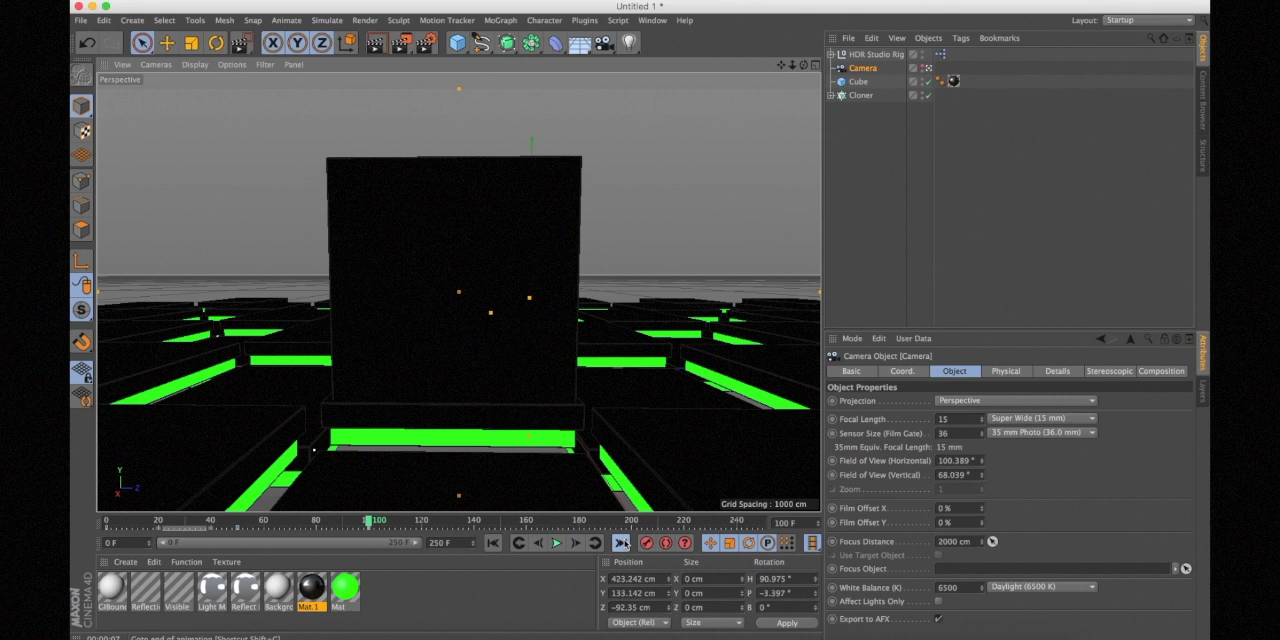 Untitled 1 *
File Edit Create Select Tools Mesh Snap Animate Simulate Render Sculpt Motion Tracker MoGraph Character Plugins Script Window Help
Layout: Startup
X Y Z
File Edit View Objects Tags Bookmarks
View Cameras Display Options Filter Panel
Perspective
HDR Studio Rig
Camera
Cube
Cloner
Objects
Content Browser
Structure
Mode Edit User Data
Camera Object [Camera]
Basic Coord. Object Physical Details Stereoscopic Composition
Object Properties
Projection Perspective
Focal Length 15 Super Wide (15 mm)
Sensor Size (Film Gate) 36 35 mm Photo (36.0 mm)
35mm Equiv. Focal Length: 15 mm
Field of View (Horizontal) 100.389 °
Field of View (Vertical) 68.039 °
Zoom 1
Film Offset X 0 %
Film Offset Y 0 %
Focus Distance 2000 cm
Use Target Object
Focus Object
White Balance (K) 6500 Daylight (6500 K)
Affect Lights Only
Export to AFX
Attributes
Layers
S
Y
X Z
Grid Spacing : 1000 cm
0 20 40 60 80 100 120 140 160 180 200 220 240 100 F
0 F 0 F 250 F 250 F
P
Create Edit Function Texture
GIBoun Reflecti Visible Light M Reflect Backgro Mat.1 Mat
MAXON CINEMA 4D
Position Size Rotation
X 423.242 cm X 0 cm H 90.975 °
Y 133.142 cm Y 0 cm P -3.397 °
Z -92.35 cm Z 0 cm B 0 °
Object (Rel) Size Apply
00:00:07 Goto end of animation [Shortcut Shift+G]